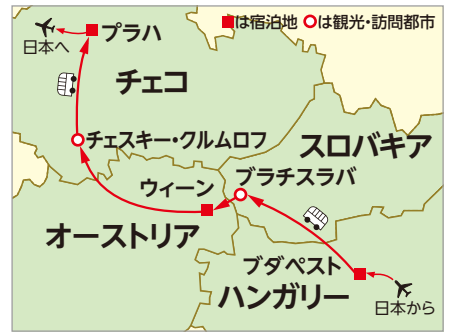 ■は宿泊地 ○は観光・訪問都市
プラハ
日本へ
チェコ
チェスキー・クルムロフ
スロバキア
ブラチスラバ
ウィーン
オーストリア
ブダペスト
ハンガリー
日本から